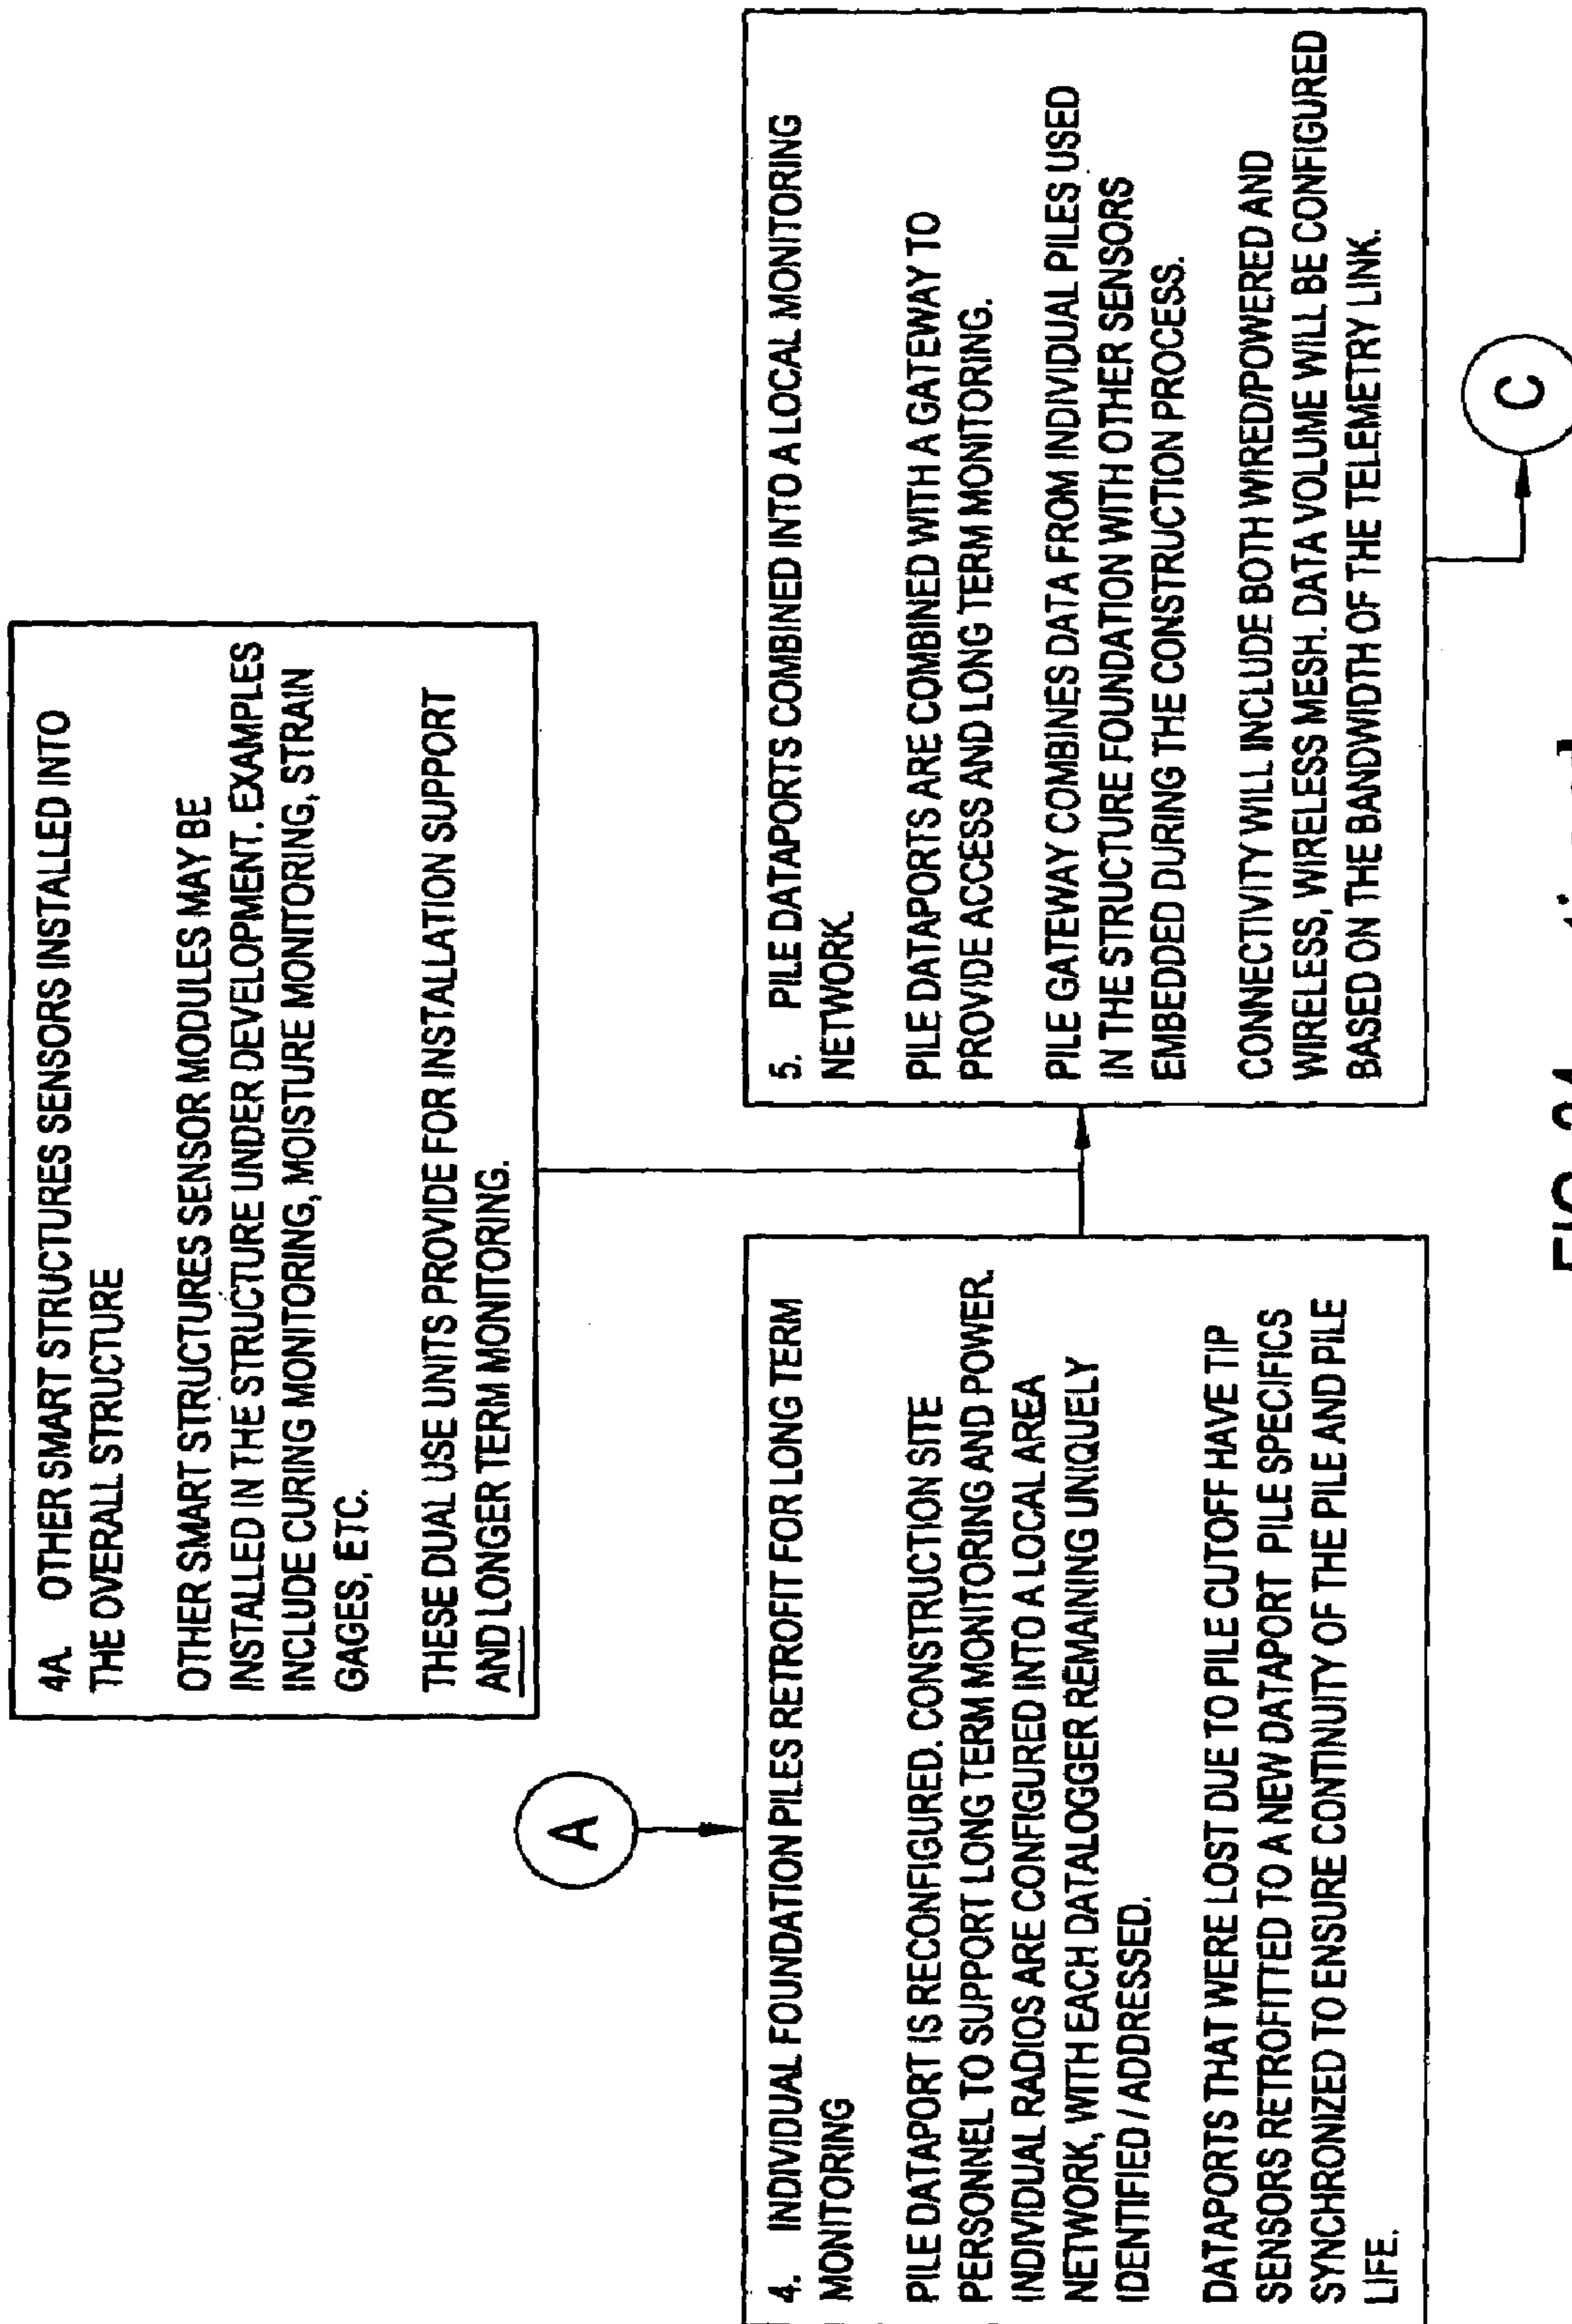 4A. OTHER SMART STRUCTURES SENSORS INSTALLED INTO
THE OVERALL STRUCTURE
OTHER SMART STRUCTURES SENSOR MODULES MAY BE
INSTALLED IN THE STRUCTURE UNDER DEVELOPMENT. EXAMPLES
INCLUDE CURING MONITORING, MOISTURE MONITORING, STRAIN
GAGES, ETC.
THESE DUAL USE UNITS PROVIDE FOR INSTALLATION SUPPORT
AND LONGER TERM MONITORING.
A
4. INDIVIDUAL FOUNDATION PILES RETROFIT FOR LONG TERM
MONITORING
PILE DATAPORT IS RECONFIGURED. CONSTRUCTION SITE
PERSONNEL TO SUPPORT LONG TERM MONITORING AND POWER.
INDIVIDUAL RADIOS ARE CONFIGURED INTO A LOCAL AREA
NETWORK, WITH EACH DATALOGGER REMAINING UNIQUELY
IDENTIFIED / ADDRESSED.
DATAPORTS THAT WERE LOST DUE TO PILE CUTOFF HAVE TIP
SENSORS RETROFITTED TO A NEW DATAPORT PILE SPECIFICS
SYNCHRONIZED TO ENSURE CONTINUITY OF THE PILE AND PILE
LIFE.
5. PILE DATAPORTS COMBINED INTO A LOCAL MONITORING
NETWORK.
PILE DATAPORTS ARE COMBINED WITH A GATEWAY TO
PROVIDE ACCESS AND LONG TERM MONITORING.
PILE GATEWAY COMBINES DATA FROM INDIVIDUAL PILES USED
IN THE STRUCTURE FOUNDATION WITH OTHER SENSORS
EMBEDDED DURING THE CONSTRUCTION PROCESS.
CONNECTIVITY WILL INCLUDE BOTH WIRED/POWERED AND
WIRELESS, WIRELESS MESH. DATA VOLUME WILL BE CONFIGURED
BASED ON THE BANDWIDTH OF THE TELEMETRY LINK.
C